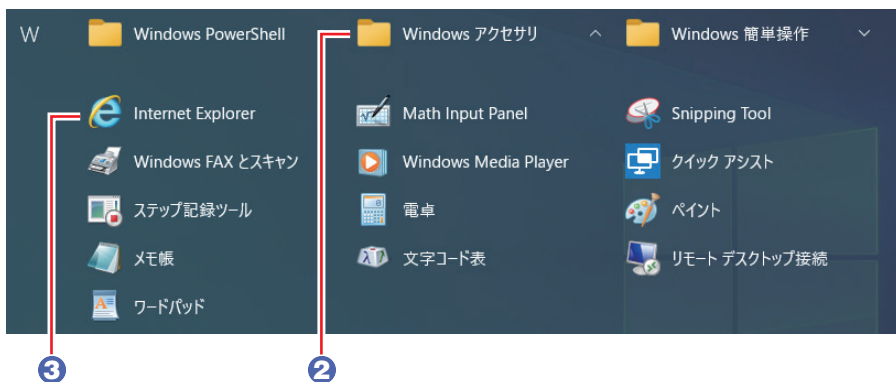 W Windows PowerShell Windows アクセサリ Windows 簡単操作
Internet Explorer Math Input Panel Snipping Tool
Windows FAX とスキャン Windows Media Player クイック アシスト
ステップ記録ツール 電卓 ペイント
メモ帳 文字コード表 リモート デスクトップ接続
ワードパッド
3 2